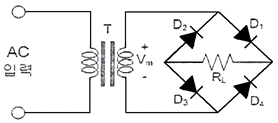 T
D₂
D₁
AC
입력
+
Vm
-
RL
D₃
D₄